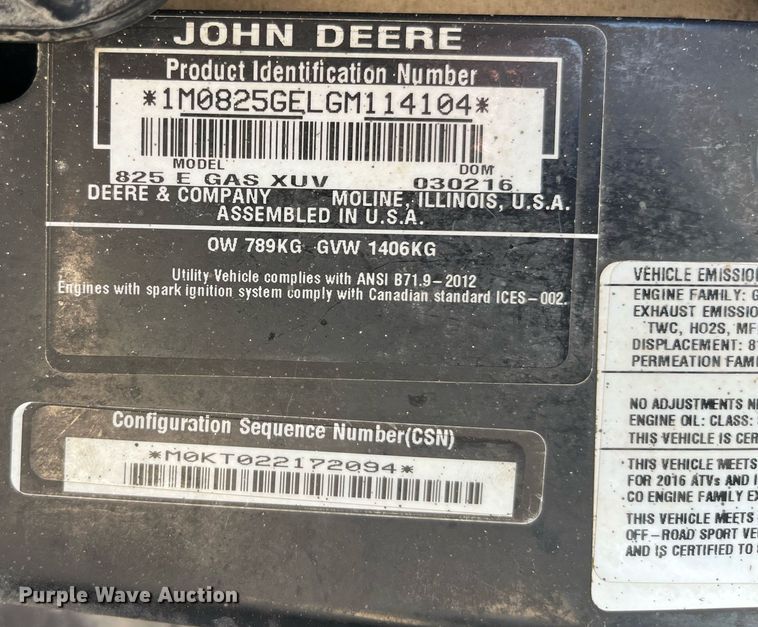 JOHN DEERE
Product Identification Number
*1M0825GELGM114104*
MODEL DOM
825 E GAS XUV 030216
DEERE & COMPANY MOLINE, ILLINOIS, U.S.A.
ASSEMBLED IN U.S.A.
OW 789KG GVW 1406KG
Utility Vehicle complies with ANSI B71.9-2012
Engines with spark ignition system comply with Canadian standard ICES-002.
Configuration Sequence Number(CSN)
*M0KT022172094*
VEHICLE EMISSIO
ENGINE FAMILY: G
EXHAUST EMISSIO
TWC, HO2S, MF
DISPLACEMENT: 8
PERMEATION FAMI
NO ADJUSTMENTS N
ENGINE OIL: CLASS:
THIS VEHICLE IS CER
THIS VEHICLE MEETS
FOR 2016 ATVs AND
CO ENGINE FAMILY E
THIS VEHICLE MEETS
OFF-ROAD SPORT VE
AND IS CERTIFIED TO
Purple Wave Auction